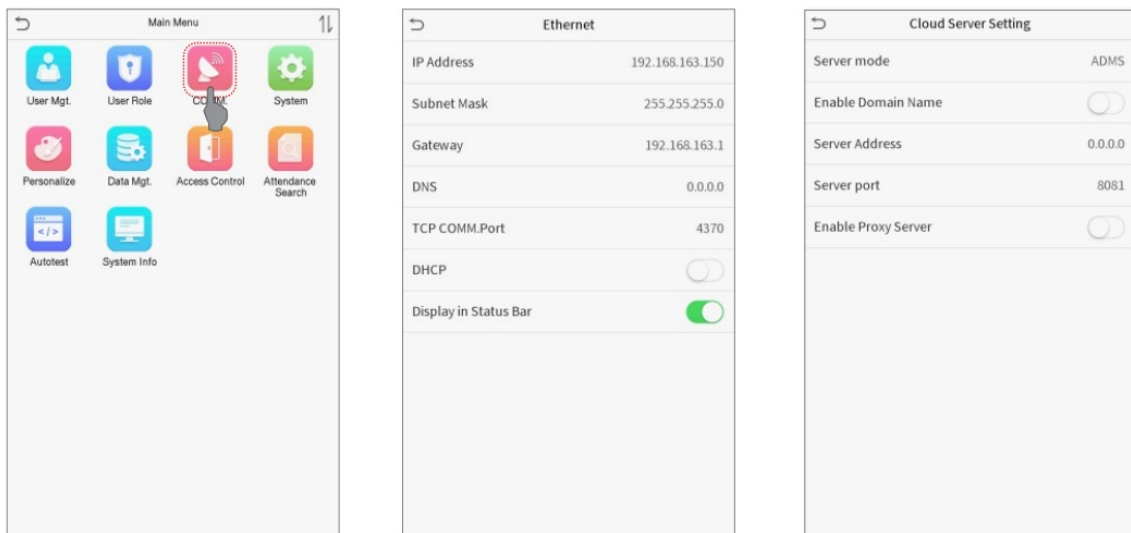 Main Menu
User Mgt.
User Role
COMM.
System
Personalize
Data Mgt.
Access Control
Attendance
Search
</>
Autotest
System Info
Ethernet
IP Address 192.168.163.150
Subnet Mask 255.255.255.0
Gateway 192.168.163.1
DNS 0.0.0.0
TCP COMM.Port 4370
DHCP
Display in Status Bar
Cloud Server Setting
Server mode ADMS
Enable Domain Name
Server Address 0.0.0.0
Server port 8081
Enable Proxy Server